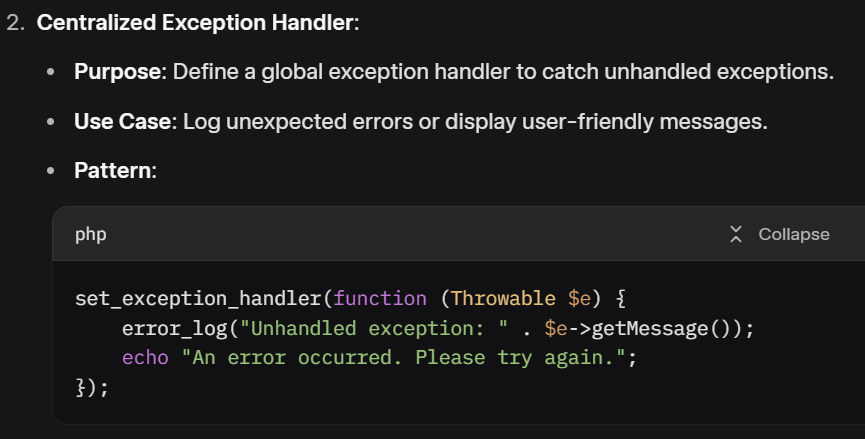 2. Centralized Exception Handler:
• Purpose: Define a global exception handler to catch unhandled exceptions.
• Use Case: Log unexpected errors or display user-friendly messages.
• Pattern:
php
Collapse
set_exception_handler(function (Throwable $e) {
    error_log("Unhandled exception: " . $e->getMessage());
    echo "An error occurred. Please try again.";
});